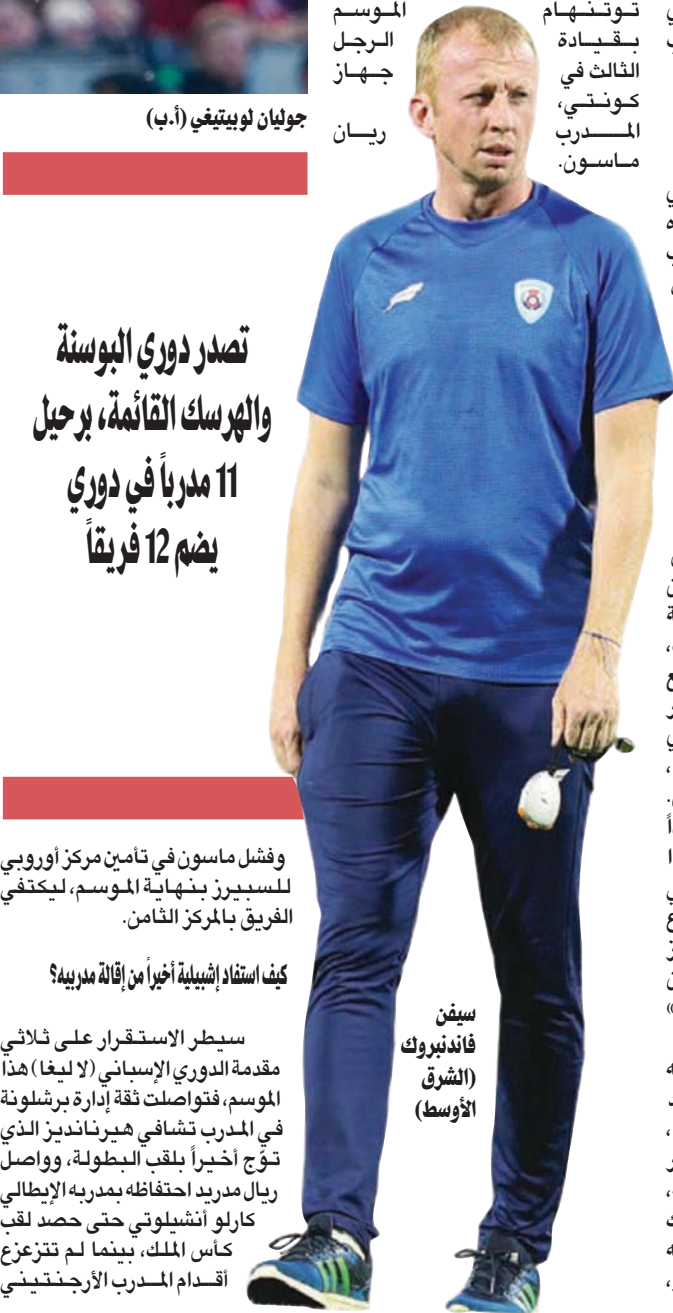 توتنهام الموسم
بقيادة الرجل
الثالث في جهاز
كونتي،
المدرب ريان
ماسون.
جوليان لوبيتيغي (أ.ب)
تصدر دوري البوسنة
والهرسك القائمة، برحيل
11 مدرباً في دوري
يضم 12 فريقاً
وفشل ماسون في تأمين مركز أوروبي
للسبيرز بنهاية الموسم، ليكتفي
الفريق بالمركز الثامن.
كيف استفاد إشبيلية أخيراً من إقالة مدربيه؟
سيطر الاستقرار على ثلاثي
مقدمة الدوري الإسباني (لا ليغا) هذا
الموسم، فتواصلت ثقة إدارة برشلونة
في المدرب تشافي هيرنانديز الذي
توّج أخيراً بلقب البطولة، وواصل
ريال مدريد احتفاظه بمدربه الإيطالي
كارلو أنشيلوتي حتى حصد لقب
كأس الملك، بينما لم تتزعزع
أقدام المدرب الأرجنتيني
سيفن
فاندنبروك
(الشرق
الأوسط)